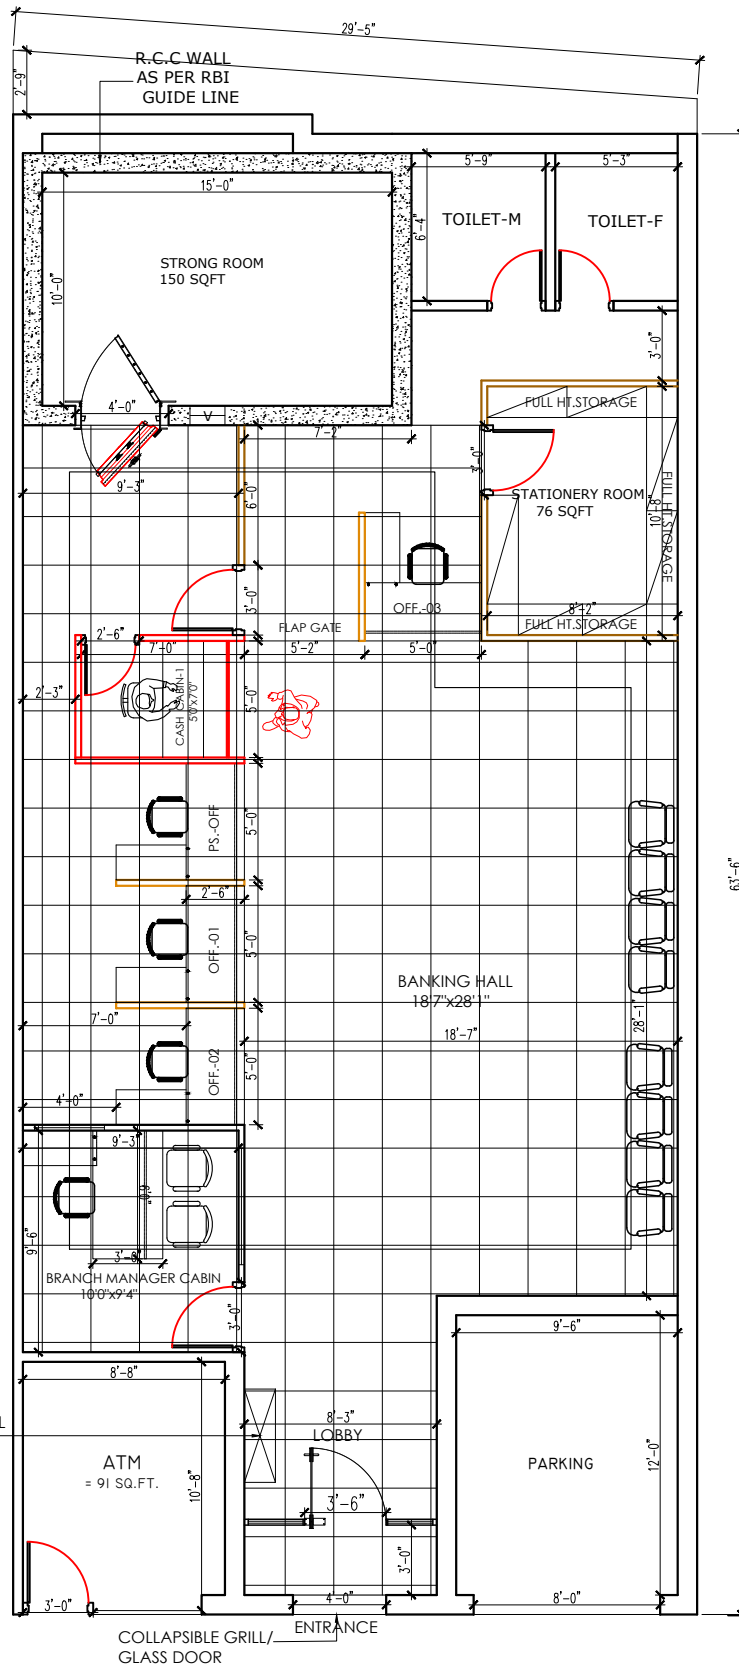 29'-5"
2'-9"
R.C.C WALL
AS PER RBI
GUIDE LINE
5'-9"
5'-3"
15'-0"
TOILET-M
TOILET-F
6'-4"
STRONG ROOM
150 SQFT
10'-0"
3'-0"
4'-0"
V
FULL HT.STORAGE
7'-2"
3'-0"
9'-3"
6'-0"
STATIONERY ROOM
76 SQFT
10'-8"
FULL HT.STORAGE
OFF.-03
8'-2"
3'-0"
FLAP GATE
FULL HT.STORAGE
2'-6"
7'-0"
5'-2"
5'-0"
2'-3"
CASH CABIN-1
5'0"x7'0"
5'-0"
PS.-OFF
5'-0"
63'-6"
2'-6"
OFF.-01
5'-0"
BANKING HALL
18'7"x28'1"
28'-1"
7'-0"
18'-7"
OFF.-02
5'-0"
4'-0"
9'-3"
9'-6"
3'-0"
BRANCH MANAGER CABIN
10'0"x9'4"
3'-0"
9'-6"
8'-8"
8'-3"
L
LOBBY
ATM
= 91 SQ.FT.
PARKING
12'-0"
10'-8"
3'-6"
3'-0"
3'-0"
4'-0"
8'-0"
ENTRANCE
COLLAPSIBLE GRILL/
GLASS DOOR